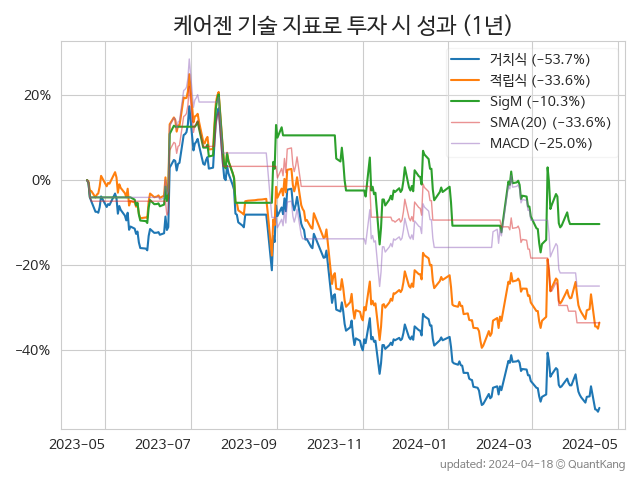 케어젠 기술 지표로 투자 시 성과 (1년)
거치식 (−53.7%)
적립식 (−33.6%)
SigM (−10.3%)
SMA(20) (−33.6%)
MACD (−25.0%)
20%
0%
−20%
−40%
2023-05 2023-07 2023-09 2023-11 2024-01 2024-03 2024-05
updated: 2024-04-18 © QuantKang